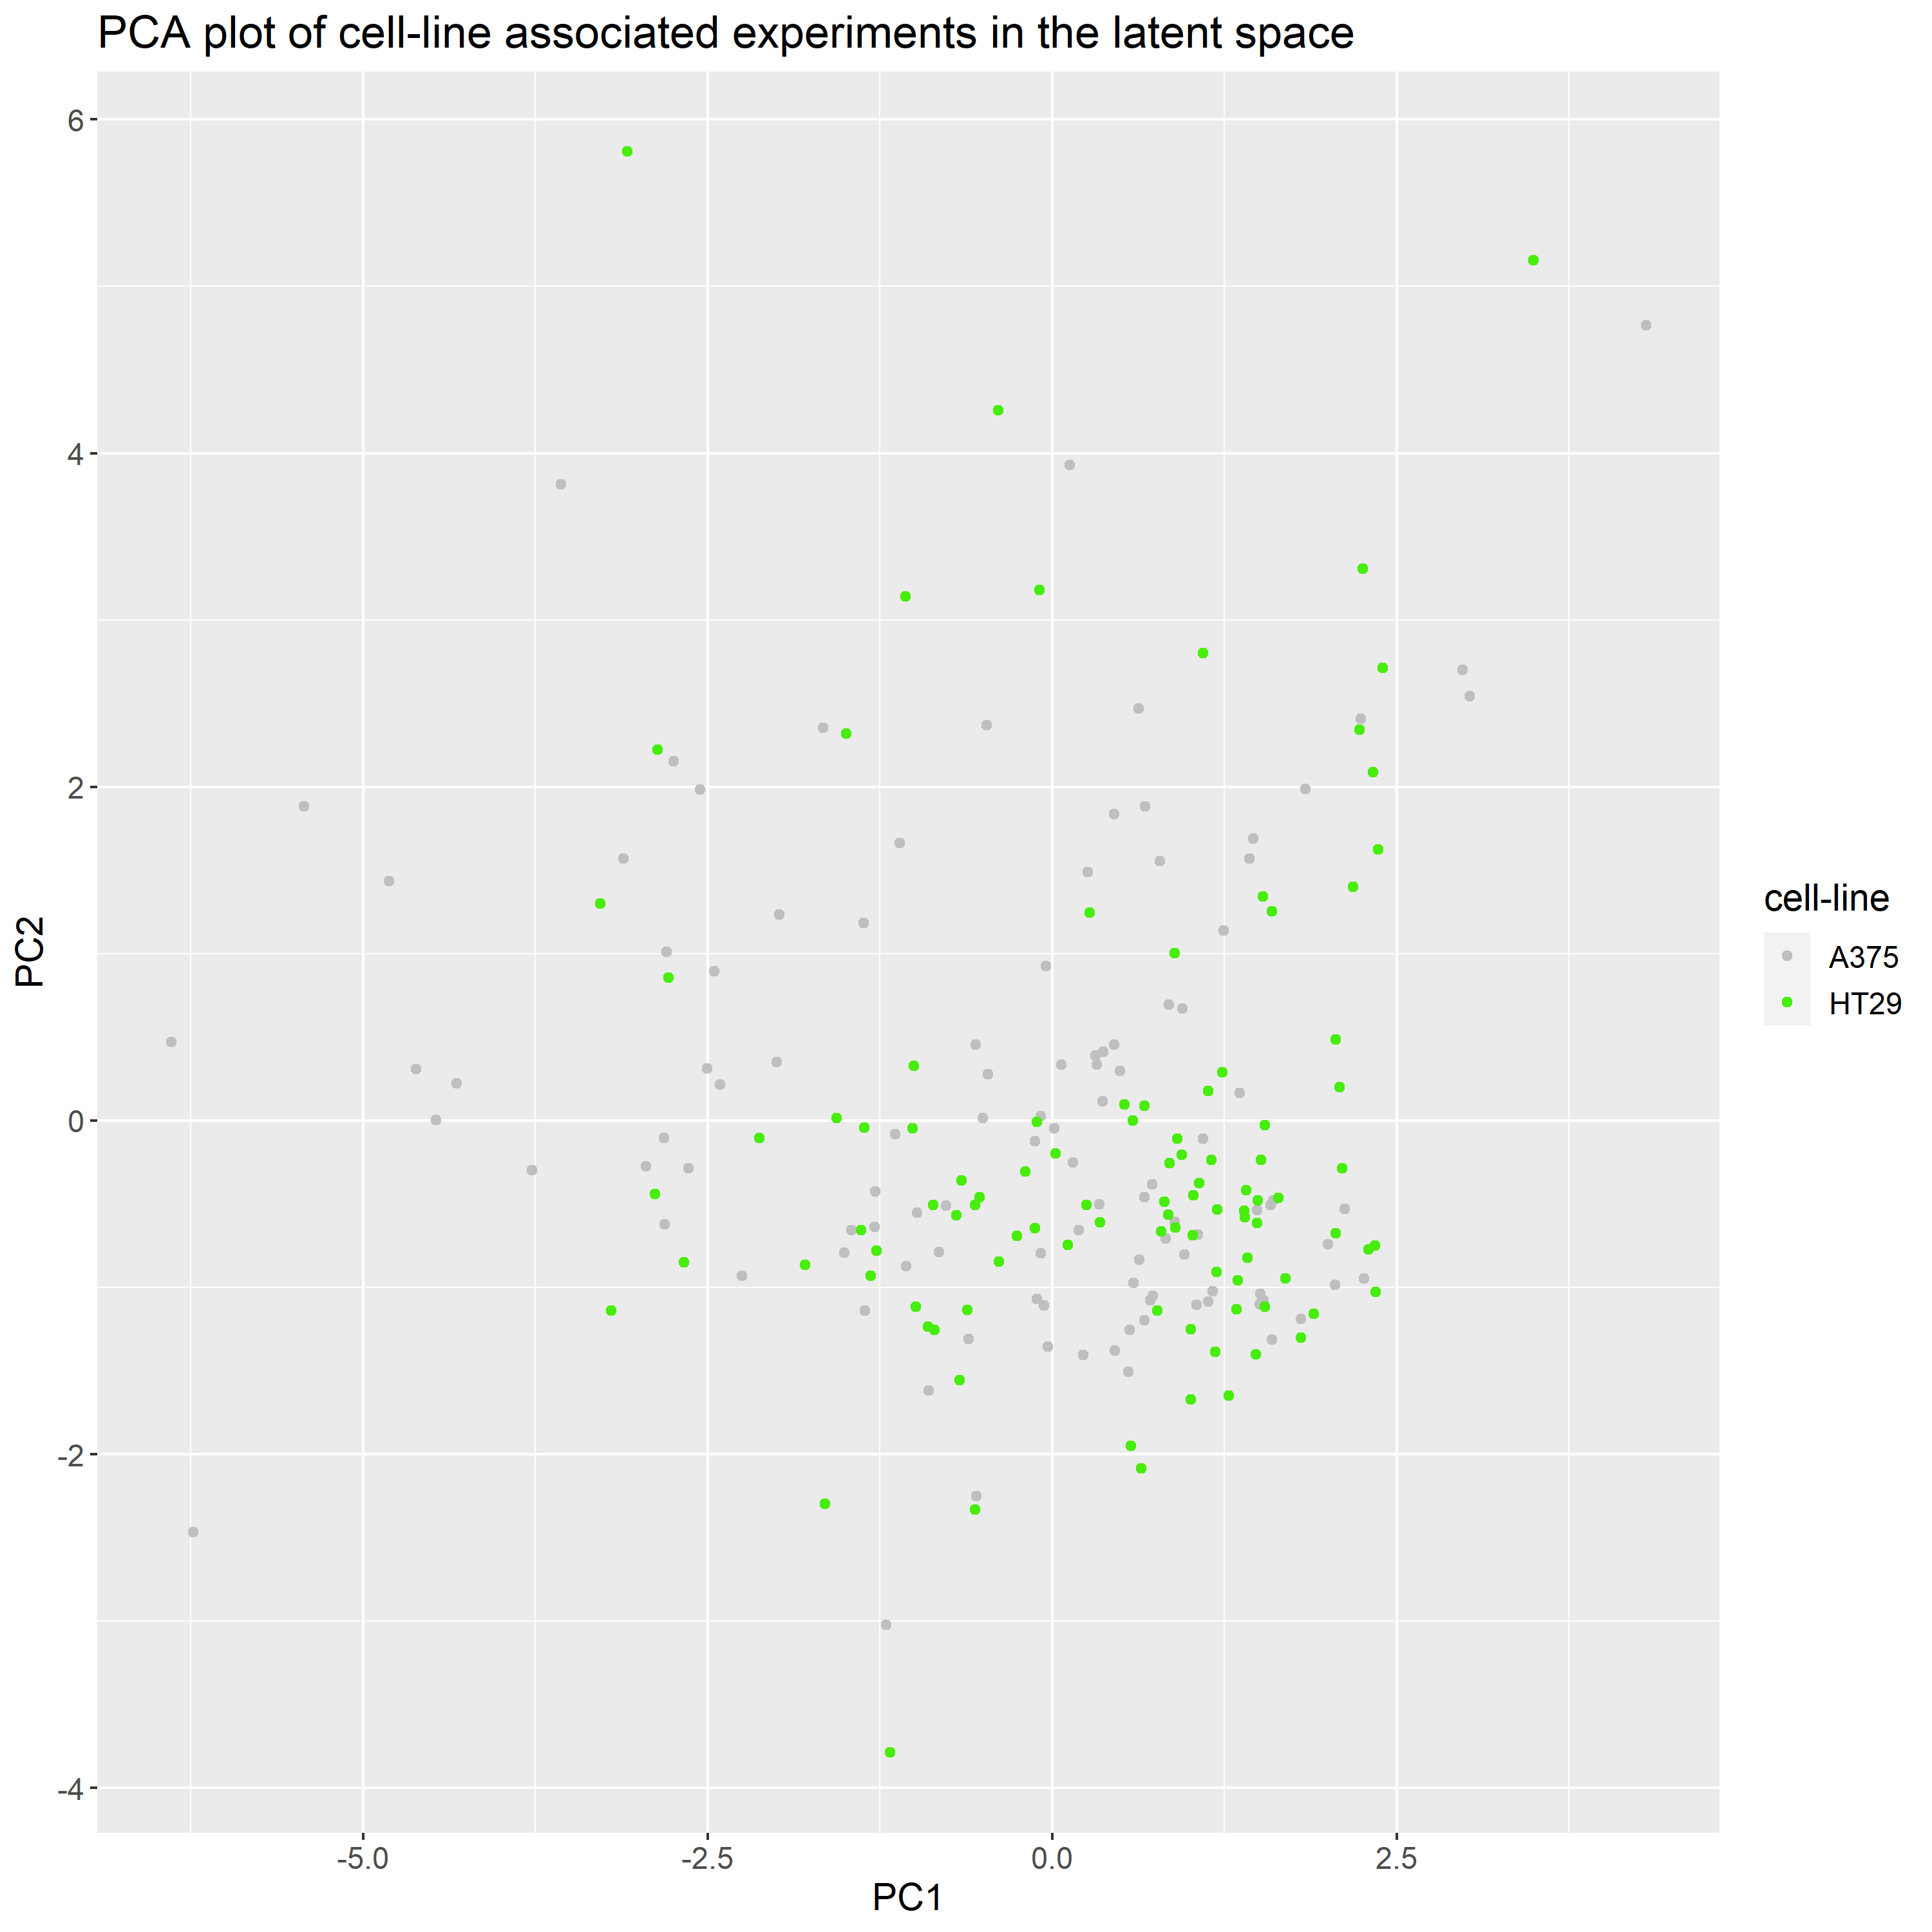 PCA plot of cell-line associated experiments in the latent space
6
4
2
0
-2
-4
PC2
-5.0
-2.5
0.0
2.5
PC1
cell-line
A375
HT29